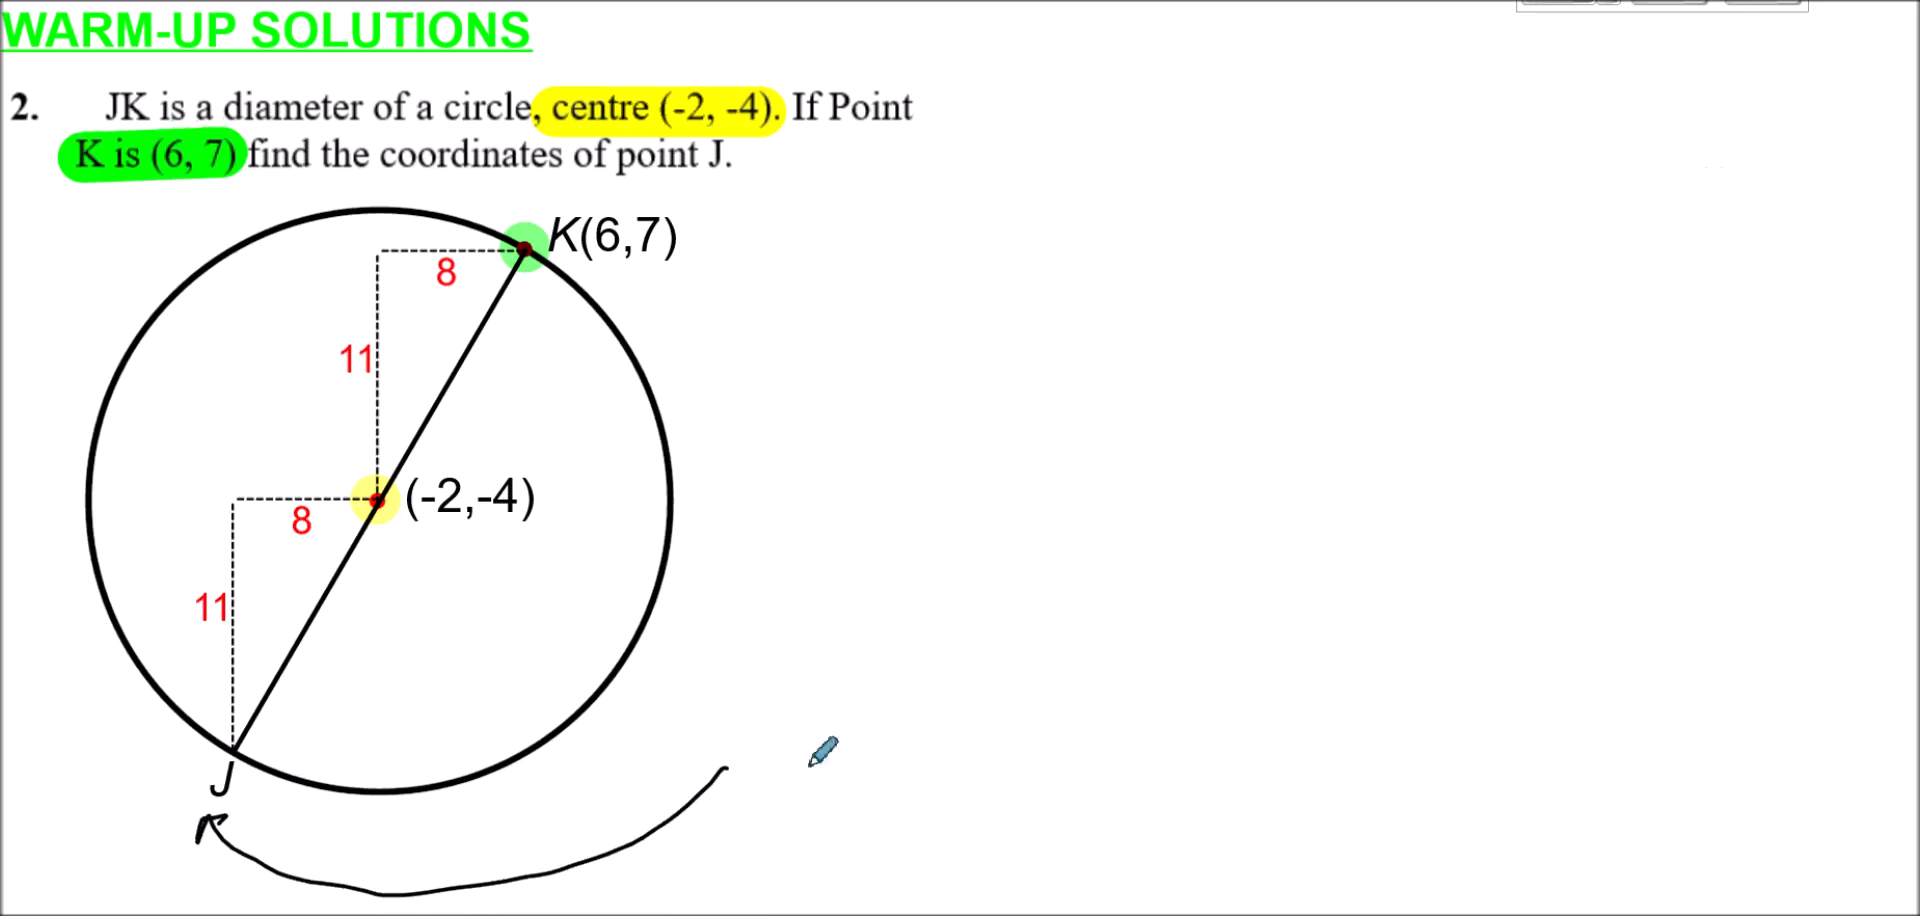 WARM-UP SOLUTIONS
2. JK is a diameter of a circle, centre (-2, -4). If Point
K is (6, 7) find the coordinates of point J.
K(6,7)
8
11
(-2,-4)
8
11
J